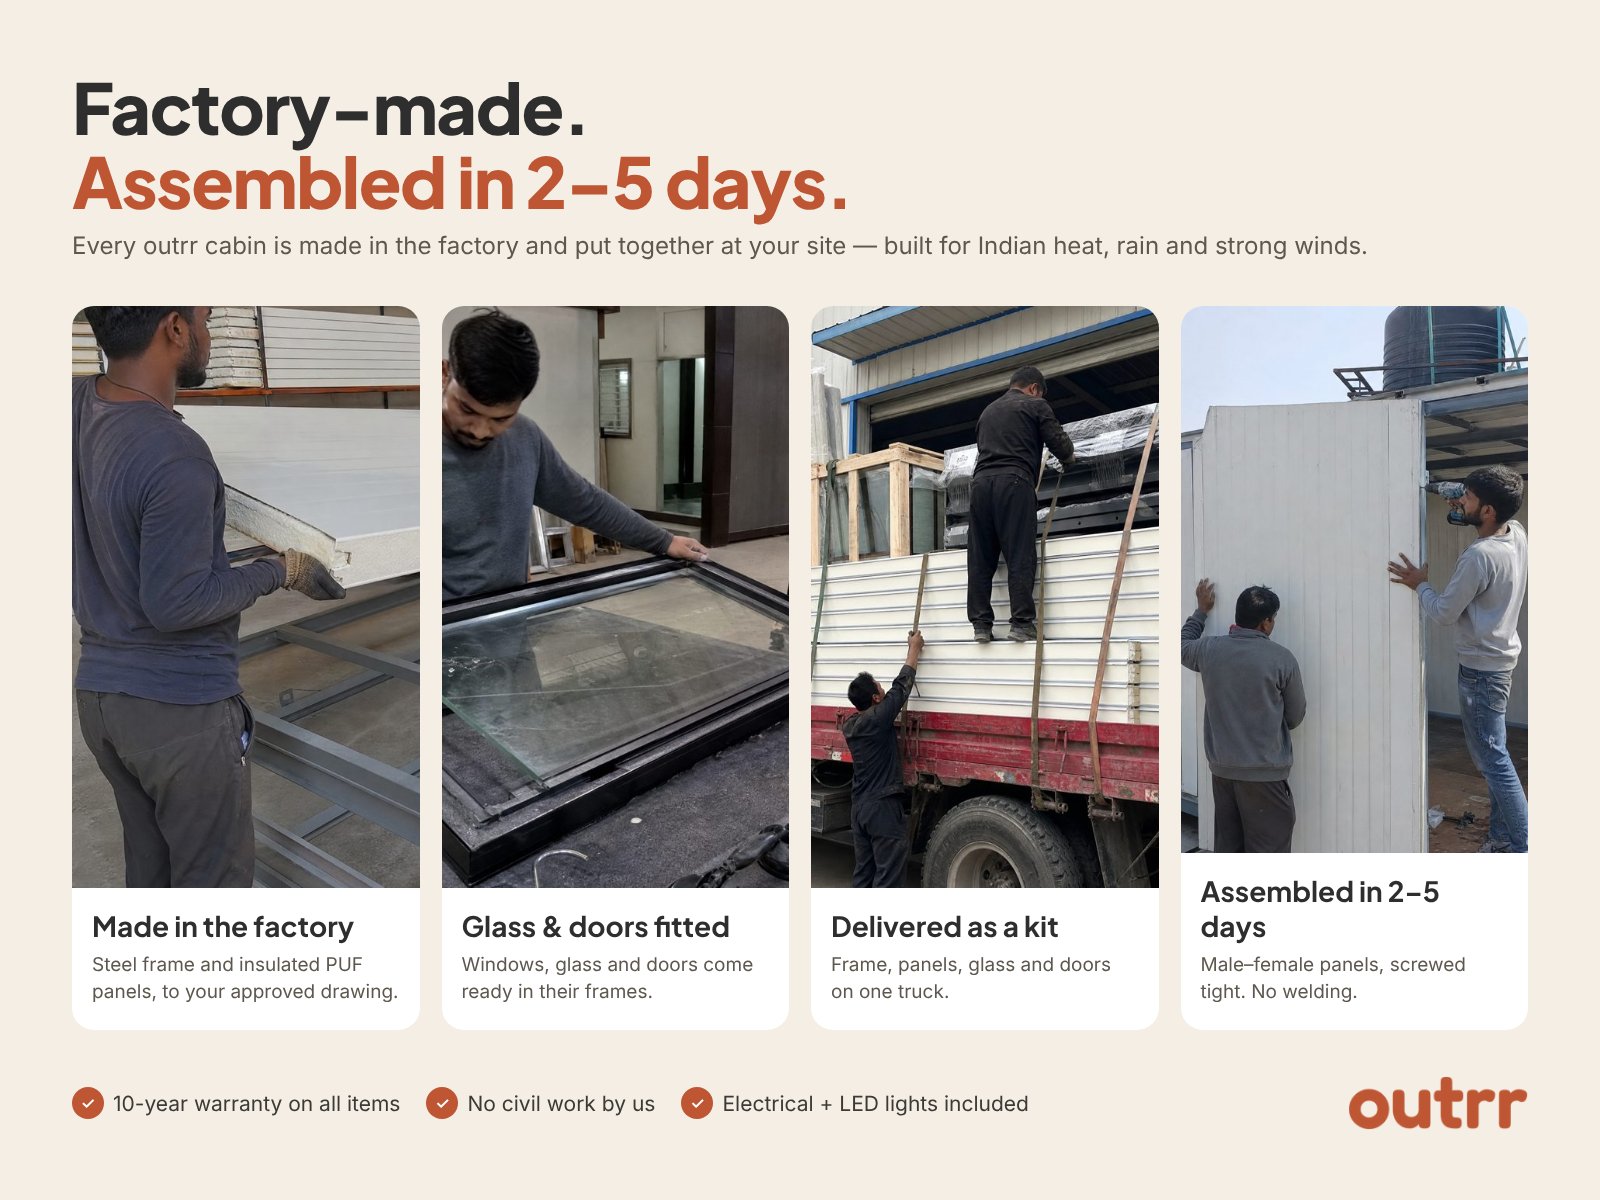 Factory-made.
Assembled in 2–5 days.
Every outrr cabin is made in the factory and put together at your site — built for Indian heat, rain and strong winds.
Made in the factory
Steel frame and insulated PUF
panels, to your approved drawing.
Glass & doors fitted
Windows, glass and doors come
ready in their frames.
Delivered as a kit
Frame, panels, glass and doors
on one truck.
Assembled in 2–5
days
Male–female panels, screwed
tight. No welding.
10-year warranty on all items
No civil work by us
Electrical + LED lights included
outrr